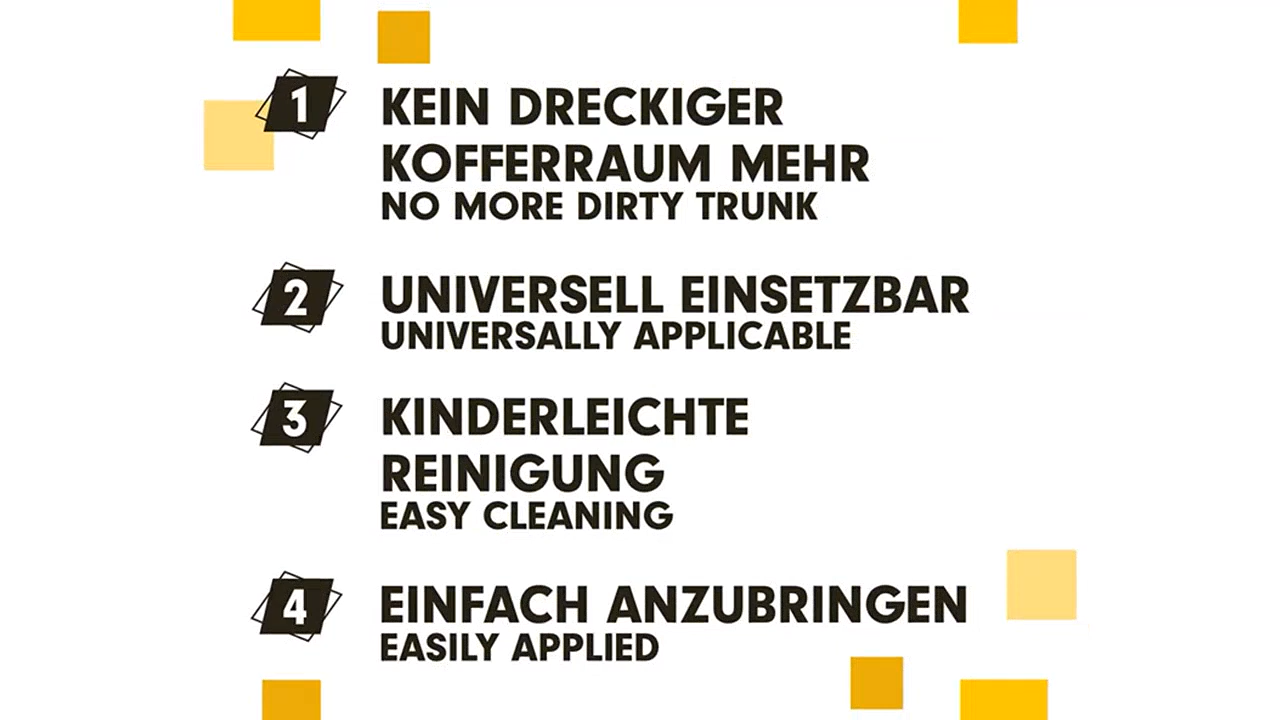 1
KEIN DRECKIGER
KOFFERRAUM MEHR
NO MORE DIRTY TRUNK
2
UNIVERSELL EINSETZBAR
UNIVERSALLY APPLICABLE
3
KINDERLEICHTE
REINIGUNG
EASY CLEANING
4
EINFACH ANZUBRINGEN
EASILY APPLIED